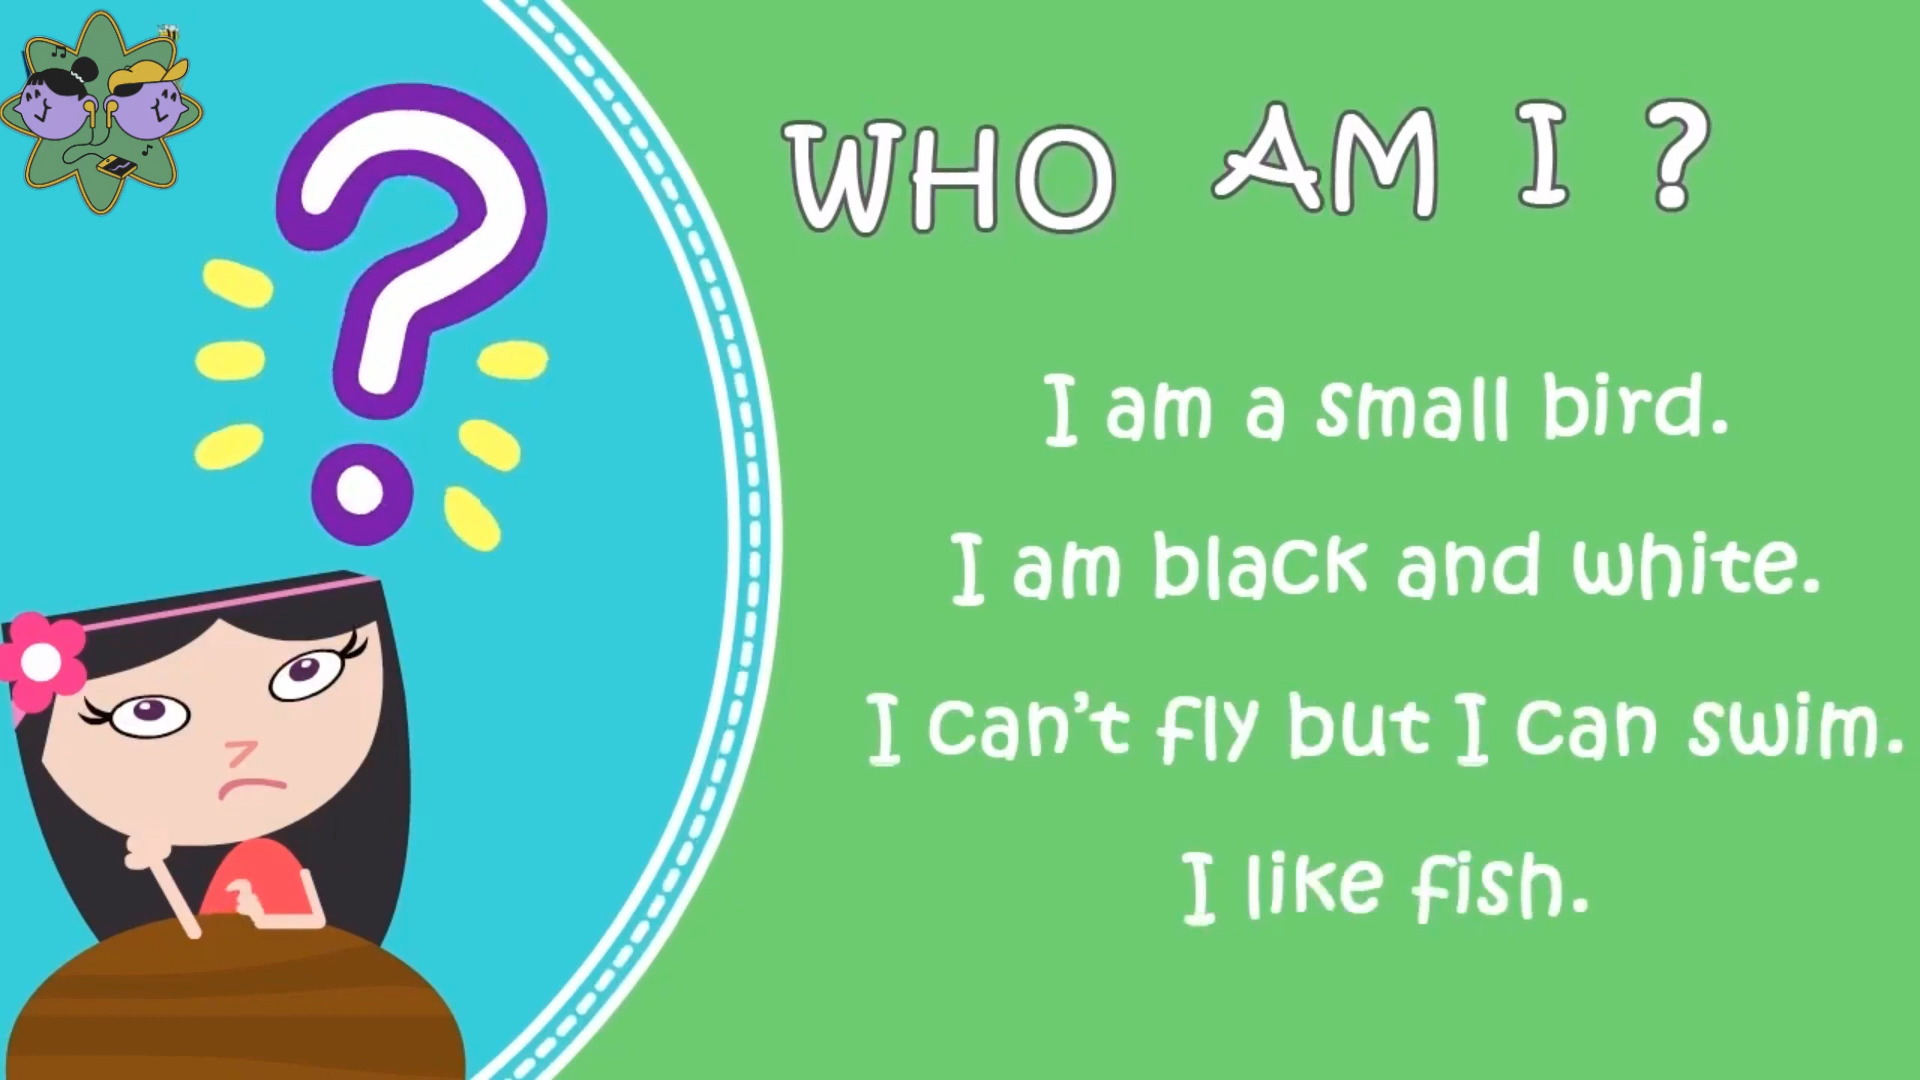 WHO AM I ?
I am a small bird.
I am black and white.
I can't fly but I can swim.
I like fish.